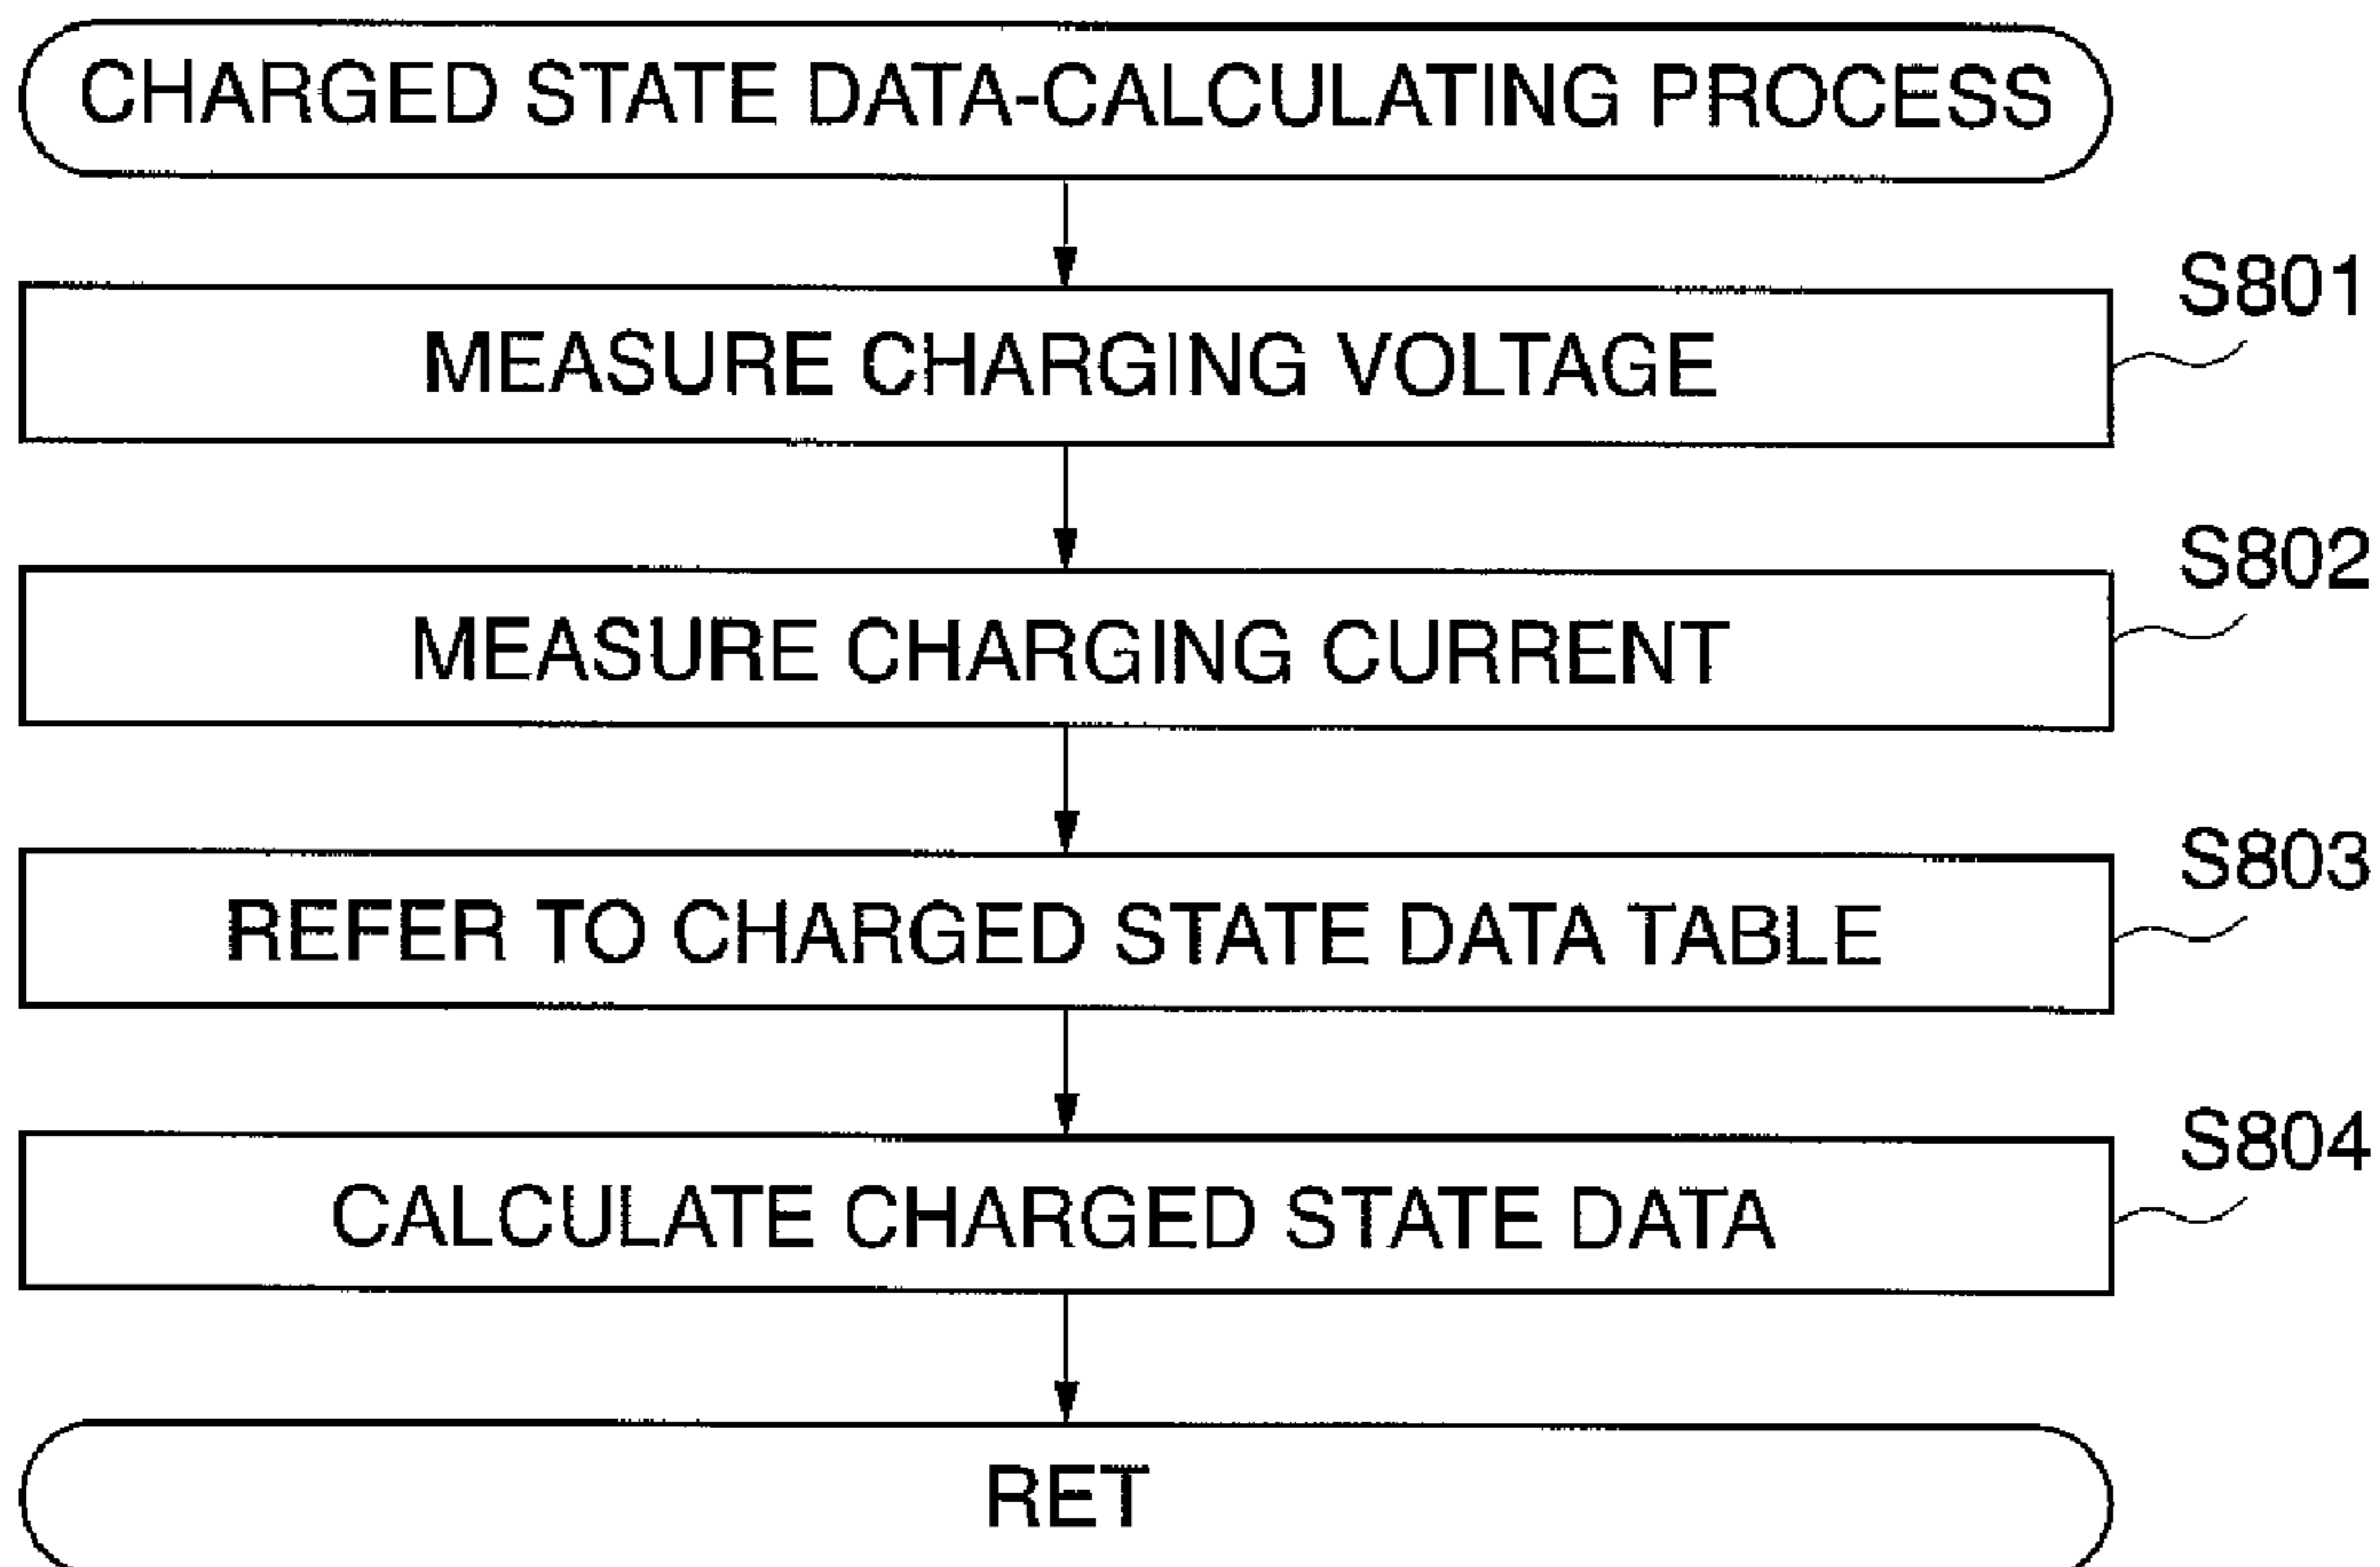 CHARGED STATE DATA-CALCULATING PROCESS
S801
MEASURE CHARGING VOLTAGE
S802
MEASURE CHARGING CURRENT
S803
REFER TO CHARGED STATE DATA TABLE
S804
CALCULATE CHARGED STATE DATA
RET